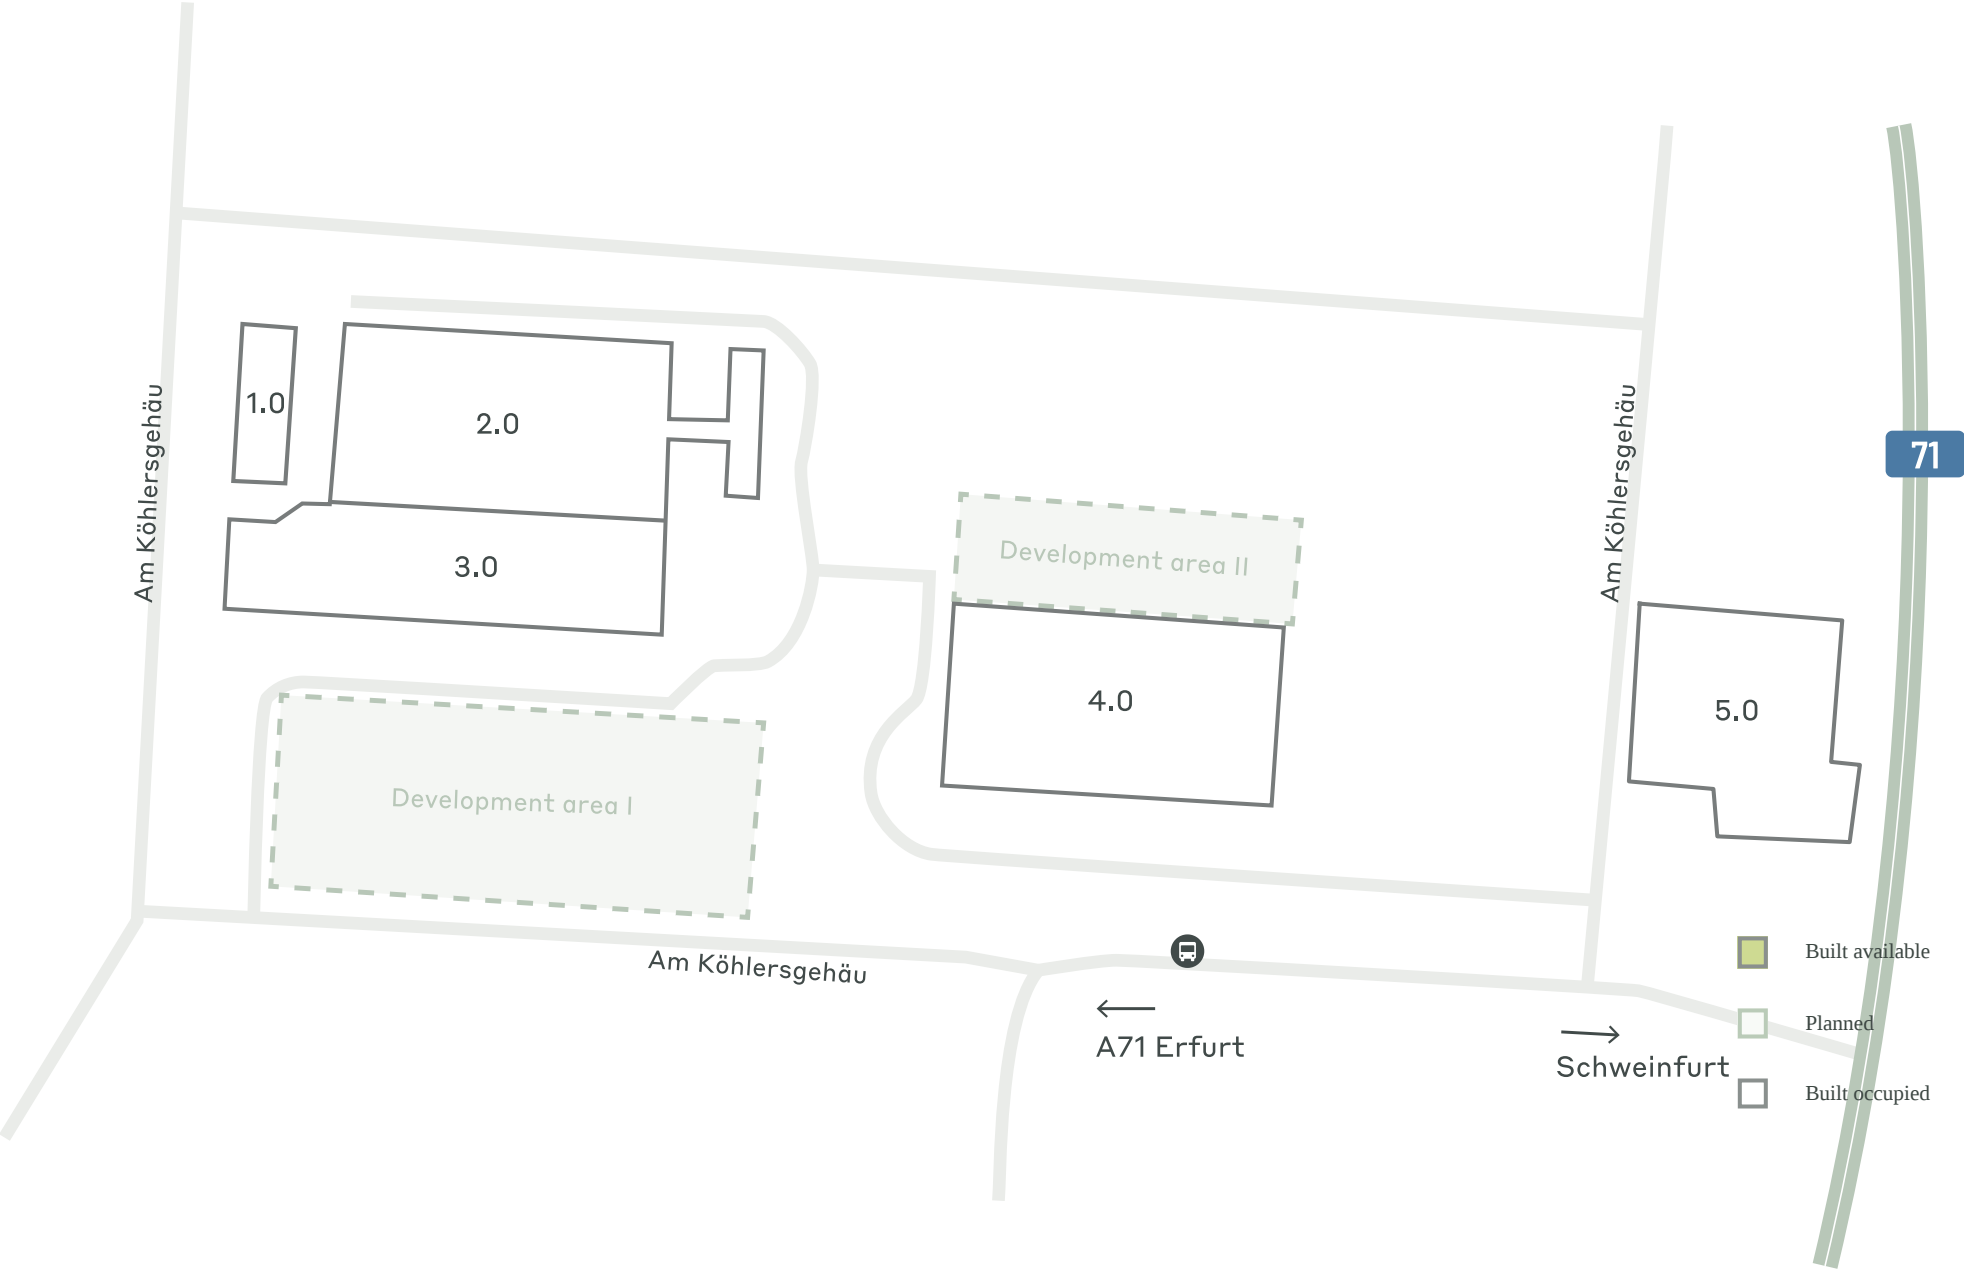 Am Köhlersgehäu
1.0
2.0
3.0
Development area I
Am Köhlersgehäu
Development area II
4.0
Am Köhlersgehäu
5.0
71
A71 Erfurt
Schweinfurt
Built available
Planned
Built occupied